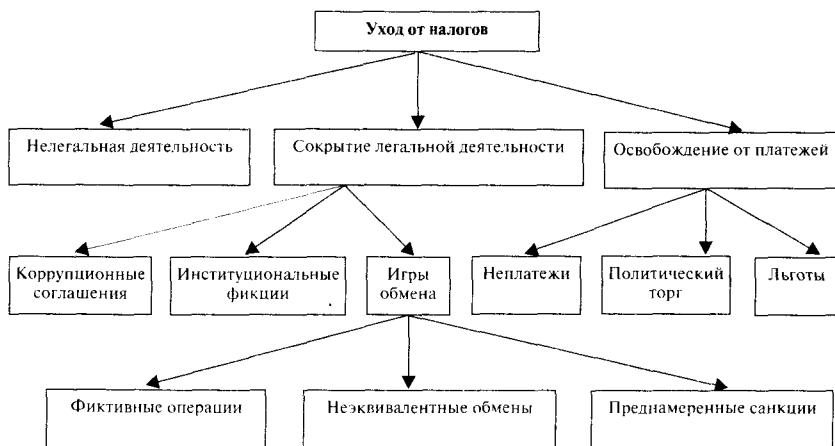 Уход от налогов
Нелегальная деятельность
Сокрытие легальной деятельности
Освобождение от платежей
Коррупционные
соглашения
Институциональные
фикции
Игры
обмена
Неплатежи
Политический
торг
Льготы
Фиктивные операции
Неэквивалентные обмены
Преднамеренные санкции